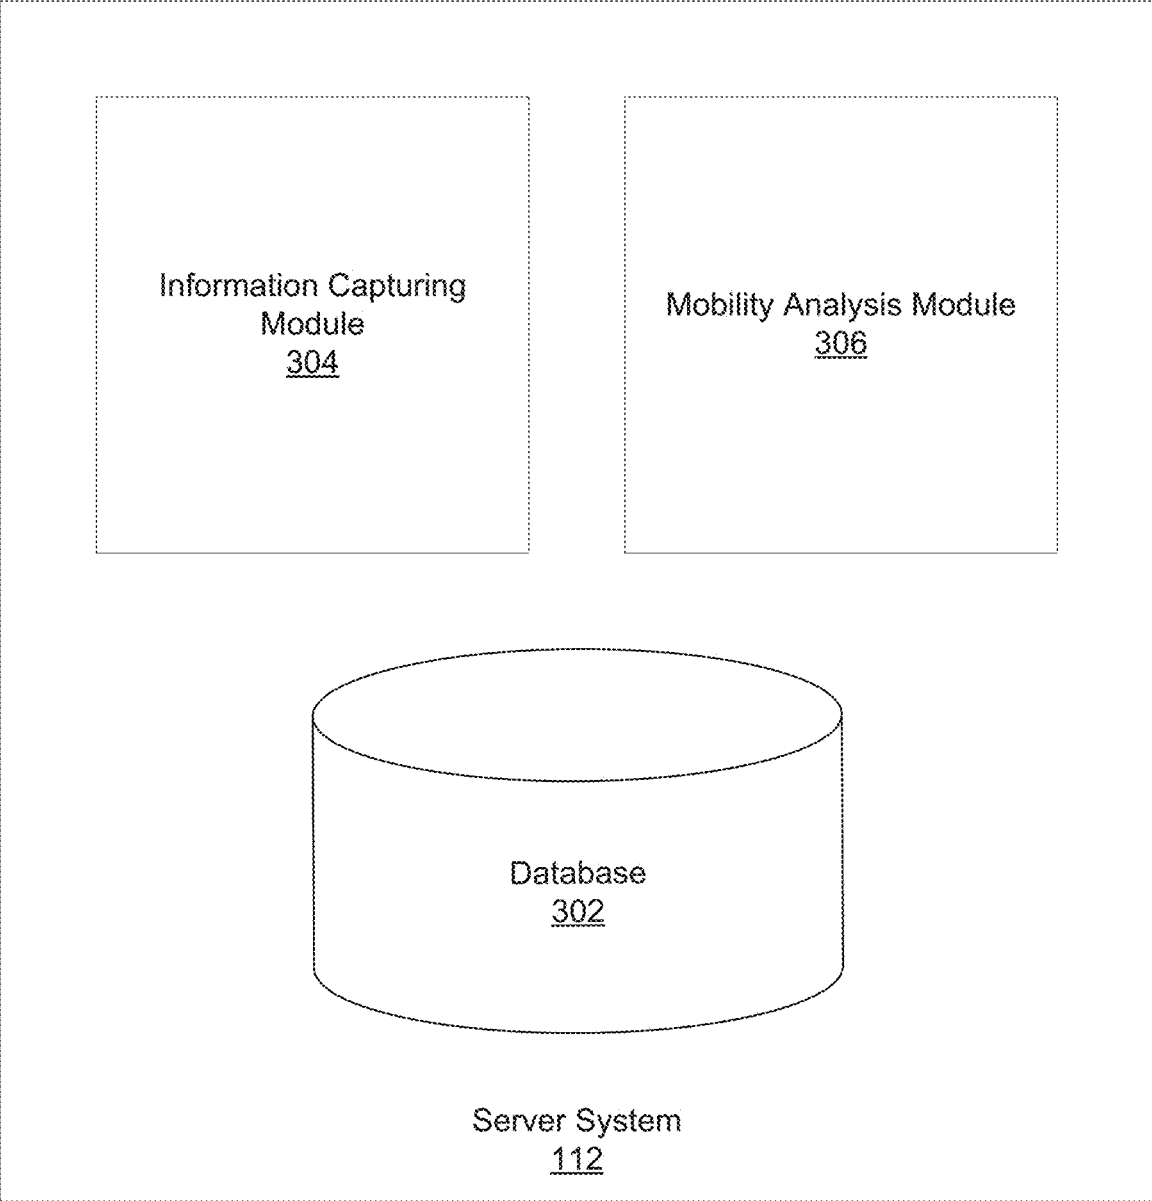 Information Capturing
Module
304
Mobility Analysis Module
306
Database
302
Server System
112